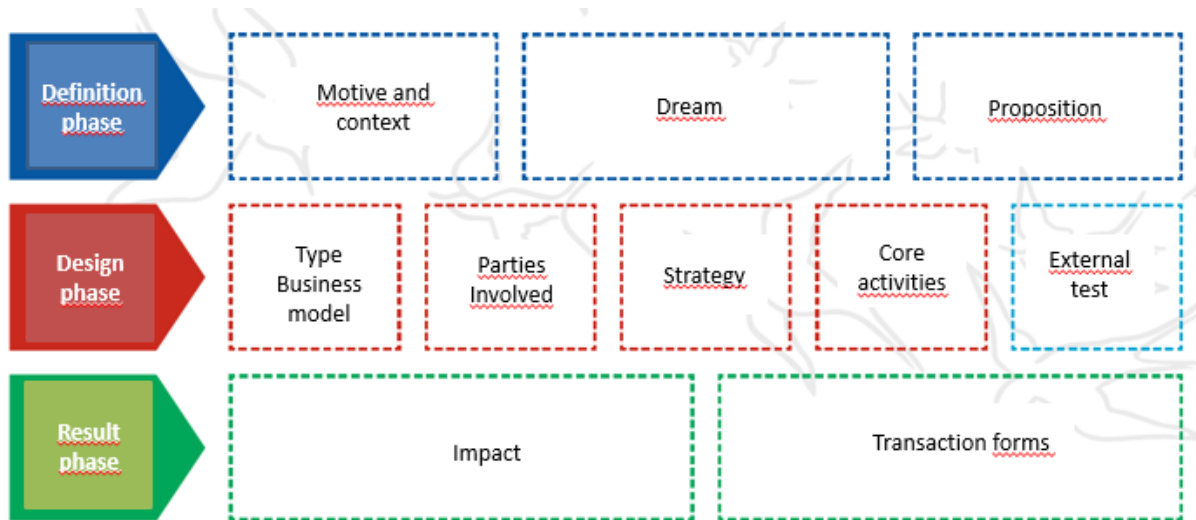 Definition
phase
Motive and
context
Dream
Proposition
Design
phase
Type
Business
model
Parties
Involved
Strategy
Core
activities
External
test
Result
phase
Impact
Transaction forms